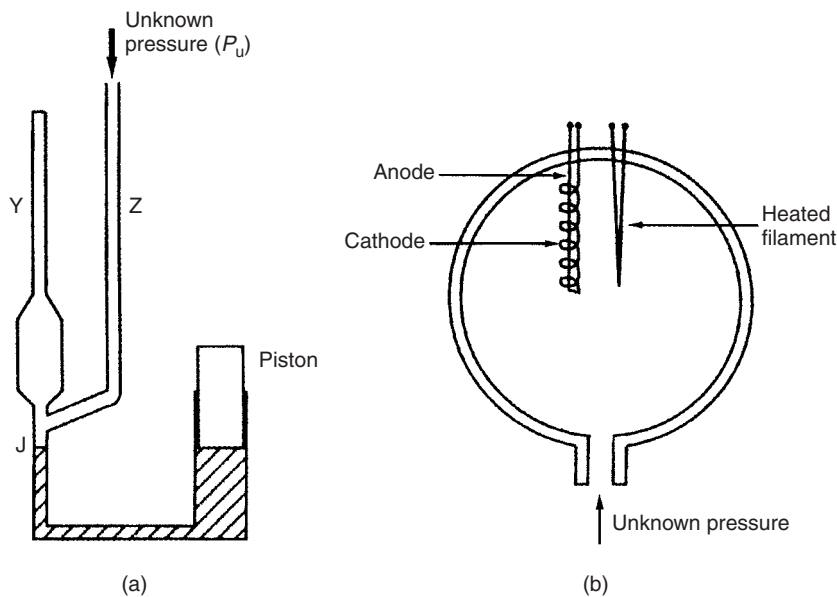 Unknown
pressure (Pu)
Y
Z
Piston
J
(a)
Anode
Cathode
Heated
filament
Unknown pressure
(b)